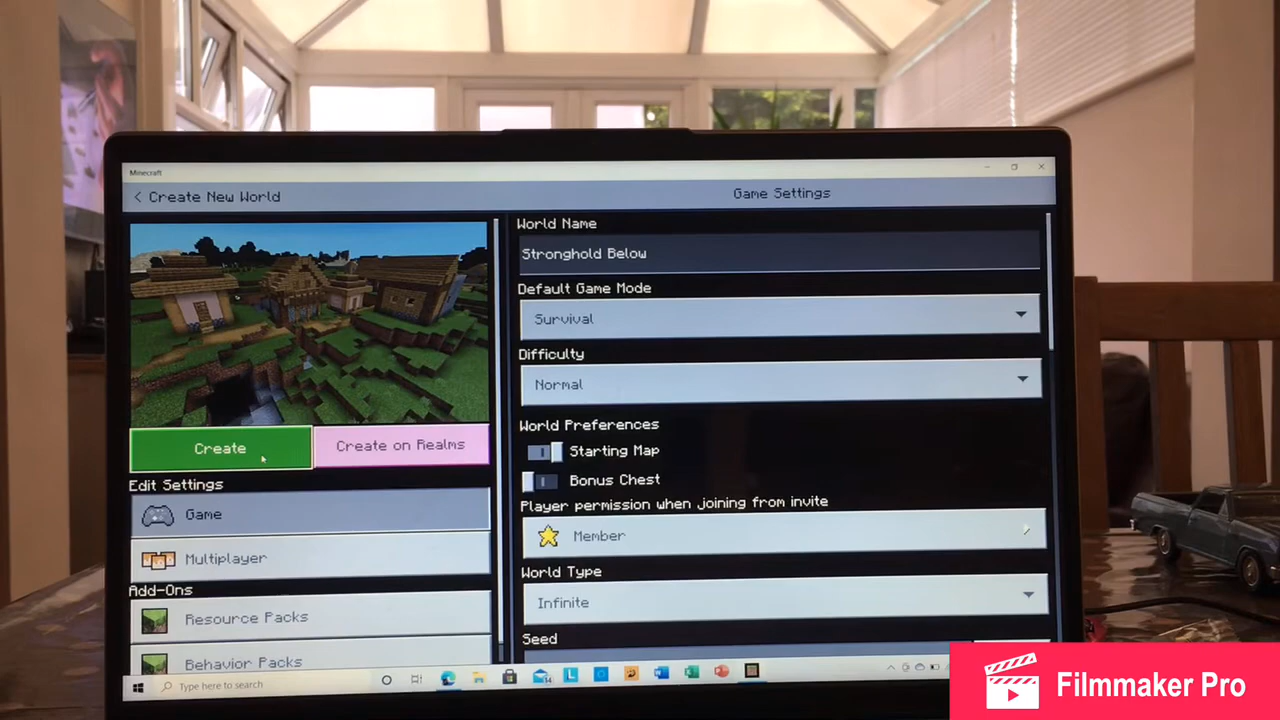 Minecraft
Create New World
Game Settings
World Name
Stronghold Below
Default Game Mode
Survival
Difficulty
Normal
Create
Create on Realms
World Preferences
Starting Map
Bonus Chest
Edit Settings
Game
Player permission when joining from invite
Member
Multiplayer
World Type
Infinite
Add-Ons
Resource Packs
Seed
Behavior Packs
Type here to search
Filmmaker Pro